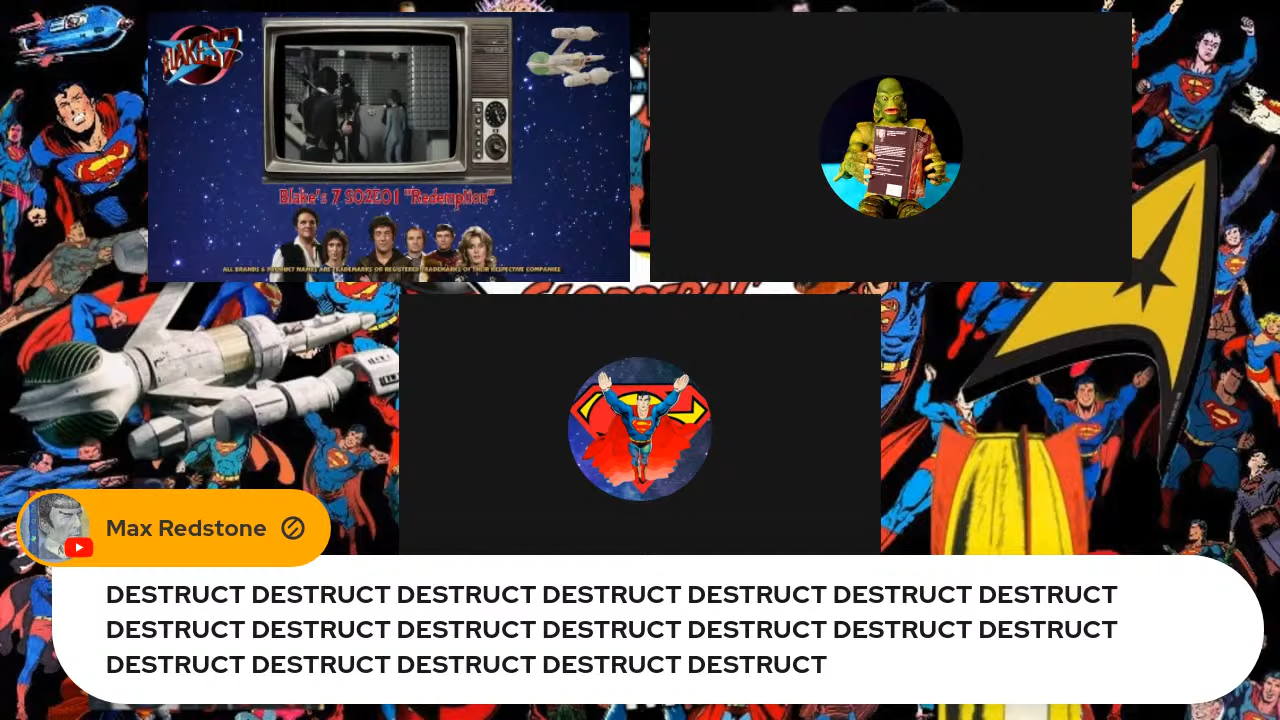 BLAKE'S 7
Blake's 7 S02E01 "Redemption"
ALL BRANDS & PRODUCT NAMES ARE TRADEMARKS OR REGISTERED TRADEMARKS OF THEIR RESPECTIVE COMPANIES
Max Redstone
DESTRUCT DESTRUCT DESTRUCT DESTRUCT DESTRUCT DESTRUCT DESTRUCT
DESTRUCT DESTRUCT DESTRUCT DESTRUCT DESTRUCT DESTRUCT DESTRUCT
DESTRUCT DESTRUCT DESTRUCT DESTRUCT DESTRUCT